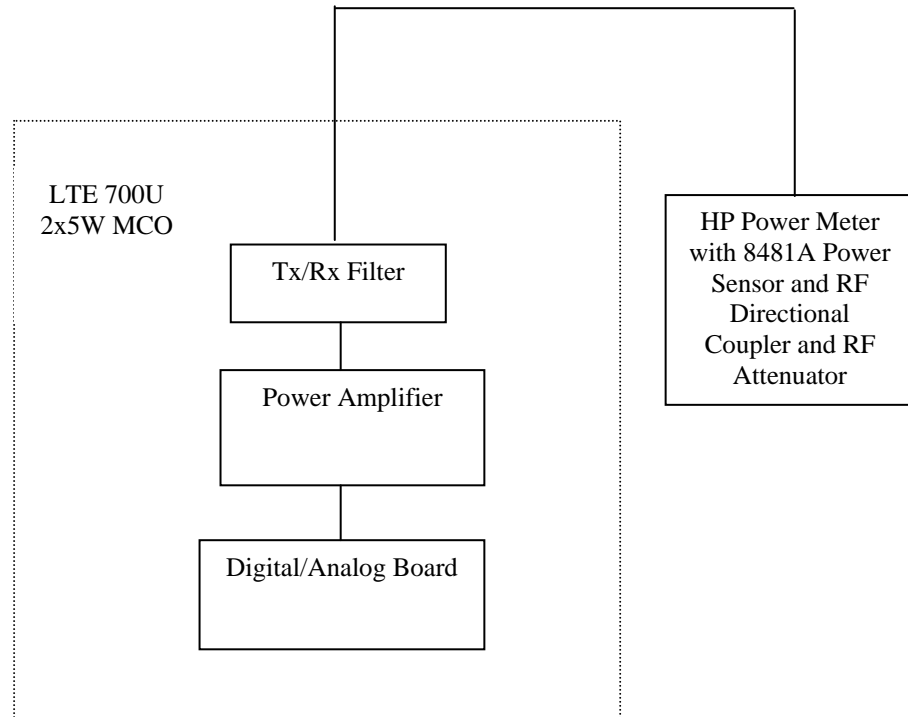 LTE 700U
2x5W MCO
Tx/Rx Filter
Power Amplifier
Digital/Analog Board
HP Power Meter
with 8481A Power
Sensor and RF
Directional
Coupler and RF
Attenuator